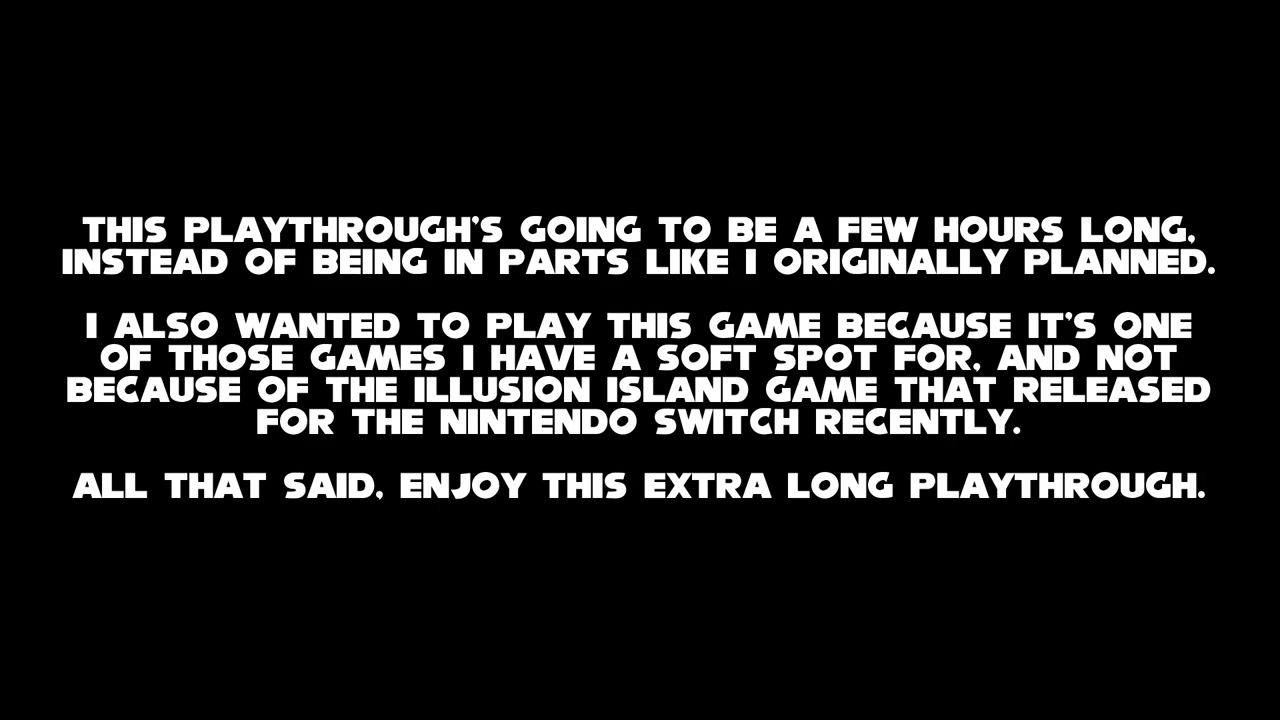 THIS PLAYTHROUGH'S GOING TO BE A FEW HOURS LONG,
INSTEAD OF BEING IN PARTS LIKE I ORIGINALLY PLANNED.
I ALSO WANTED TO PLAY THIS GAME BECAUSE IT'S ONE
OF THOSE GAMES I HAVE A SOFT SPOT FOR, AND NOT
BECAUSE OF THE ILLUSION ISLAND GAME THAT RELEASED
FOR THE NINTENDO SWITCH RECENTLY.
ALL THAT SAID, ENJOY THIS EXTRA LONG PLAYTHROUGH.